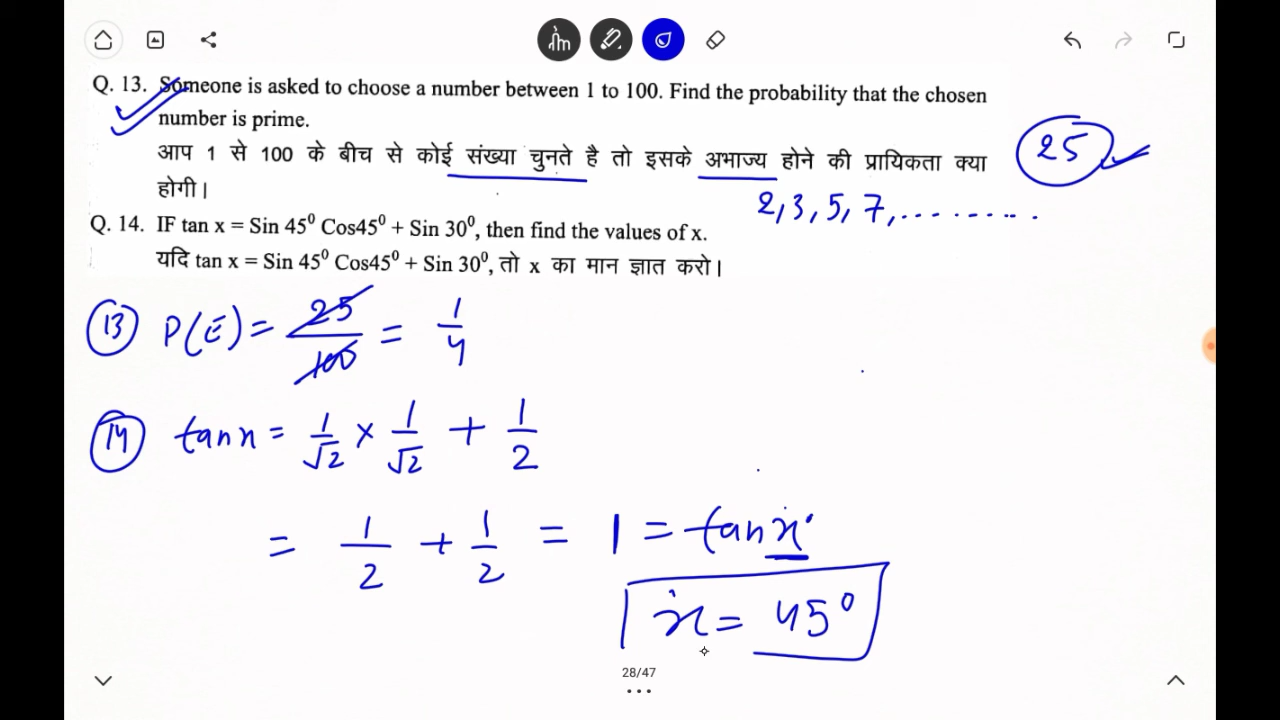 Q. 13. Someone is asked to choose a number between 1 to 100. Find the probability that the chosen
number is prime.
25
आप 1 से 100 के बीच से कोई संख्या चुनते है तो इसके अभाज्य होने की प्रायिकता क्या
होगी।
2,3,5,7,..........
Q. 14. IF tan x = Sin 45⁰ Cos45⁰ + Sin 30⁰, then find the values of x.
यदि tan x = Sin 45⁰ Cos45⁰ + Sin 30⁰, तो x का मान ज्ञात करो।
13 P(E) = 25/100 = 1/4
14 tan x = 1/√2 × 1/√2 + 1/2
= 1/2 + 1/2 = 1 = tan x
x = 45⁰
28/47